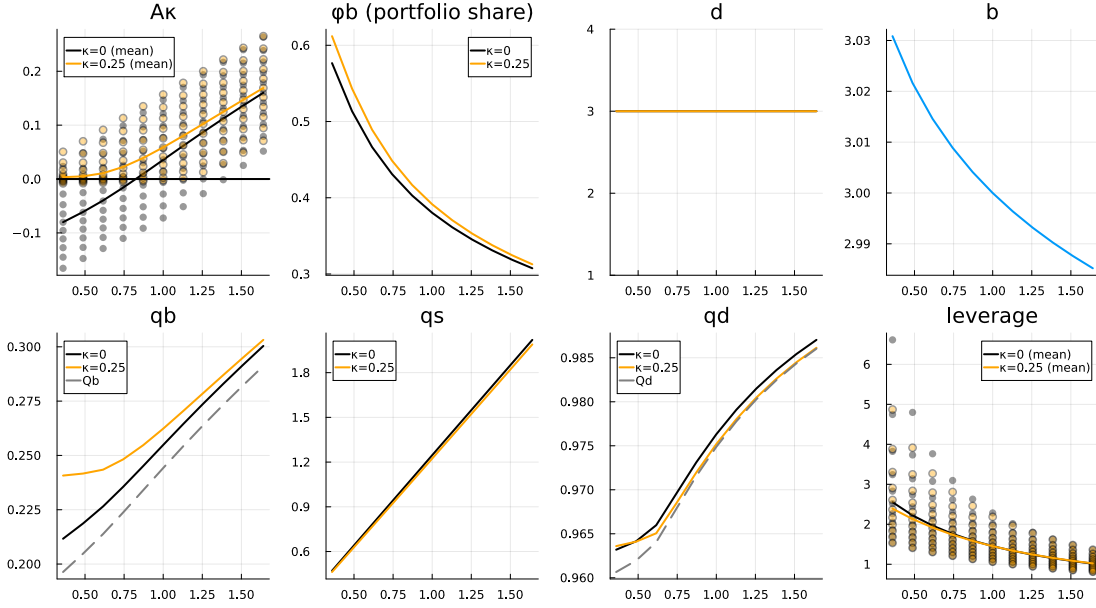 Aκ
κ=0 (mean)
κ=0.25 (mean)
0.2
0.1
0.0
−0.1
0.50 0.75 1.00 1.25 1.50
φb (portfolio share)
κ=0
κ=0.25
0.6
0.5
0.4
0.3
0.50 0.75 1.00 1.25 1.50
d
4
3
2
1
0.50 0.75 1.00 1.25 1.50
b
3.03
3.02
3.01
3.00
2.99
0.50 0.75 1.00 1.25 1.50
qb
κ=0
κ=0.25
Qb
0.300
0.275
0.250
0.225
0.200
0.50 0.75 1.00 1.25 1.50
qs
κ=0
κ=0.25
1.8
1.5
1.2
0.9
0.6
0.50 0.75 1.00 1.25 1.50
qd
κ=0
κ=0.25
Qd
0.985
0.980
0.975
0.970
0.965
0.960
0.50 0.75 1.00 1.25 1.50
leverage
κ=0 (mean)
κ=0.25 (mean)
6
5
4
3
2
1
0.50 0.75 1.00 1.25 1.50